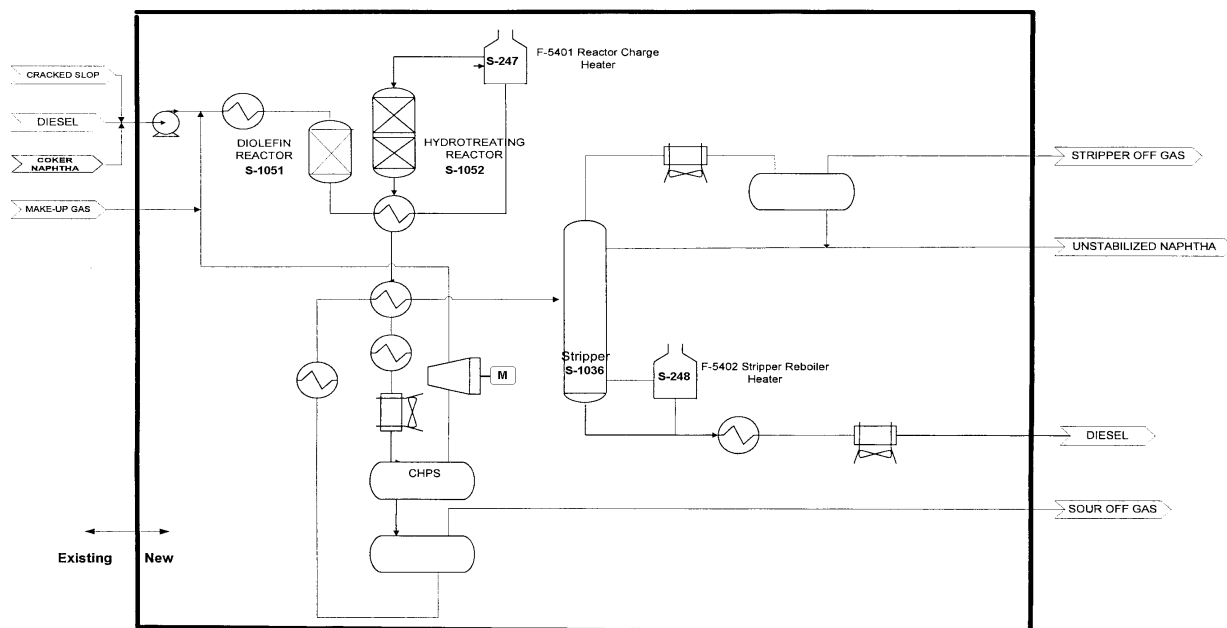 F-5401 Reactor Charge
Heater
S-247
CRACKED SLOP
DIESEL
COKER
NAPHTHA
MAKE-UP GAS
DIOLEFIN
REACTOR
S-1051
HYDROTREATING
REACTOR
S-1052
STRIPPER OFF GAS
UNSTABILIZED NAPHTHA
Stripper
S-1036
S-248
F-5402 Stripper Reboiler
Heater
M
DIESEL
CHPS
SOUR OFF GAS
Existing
New